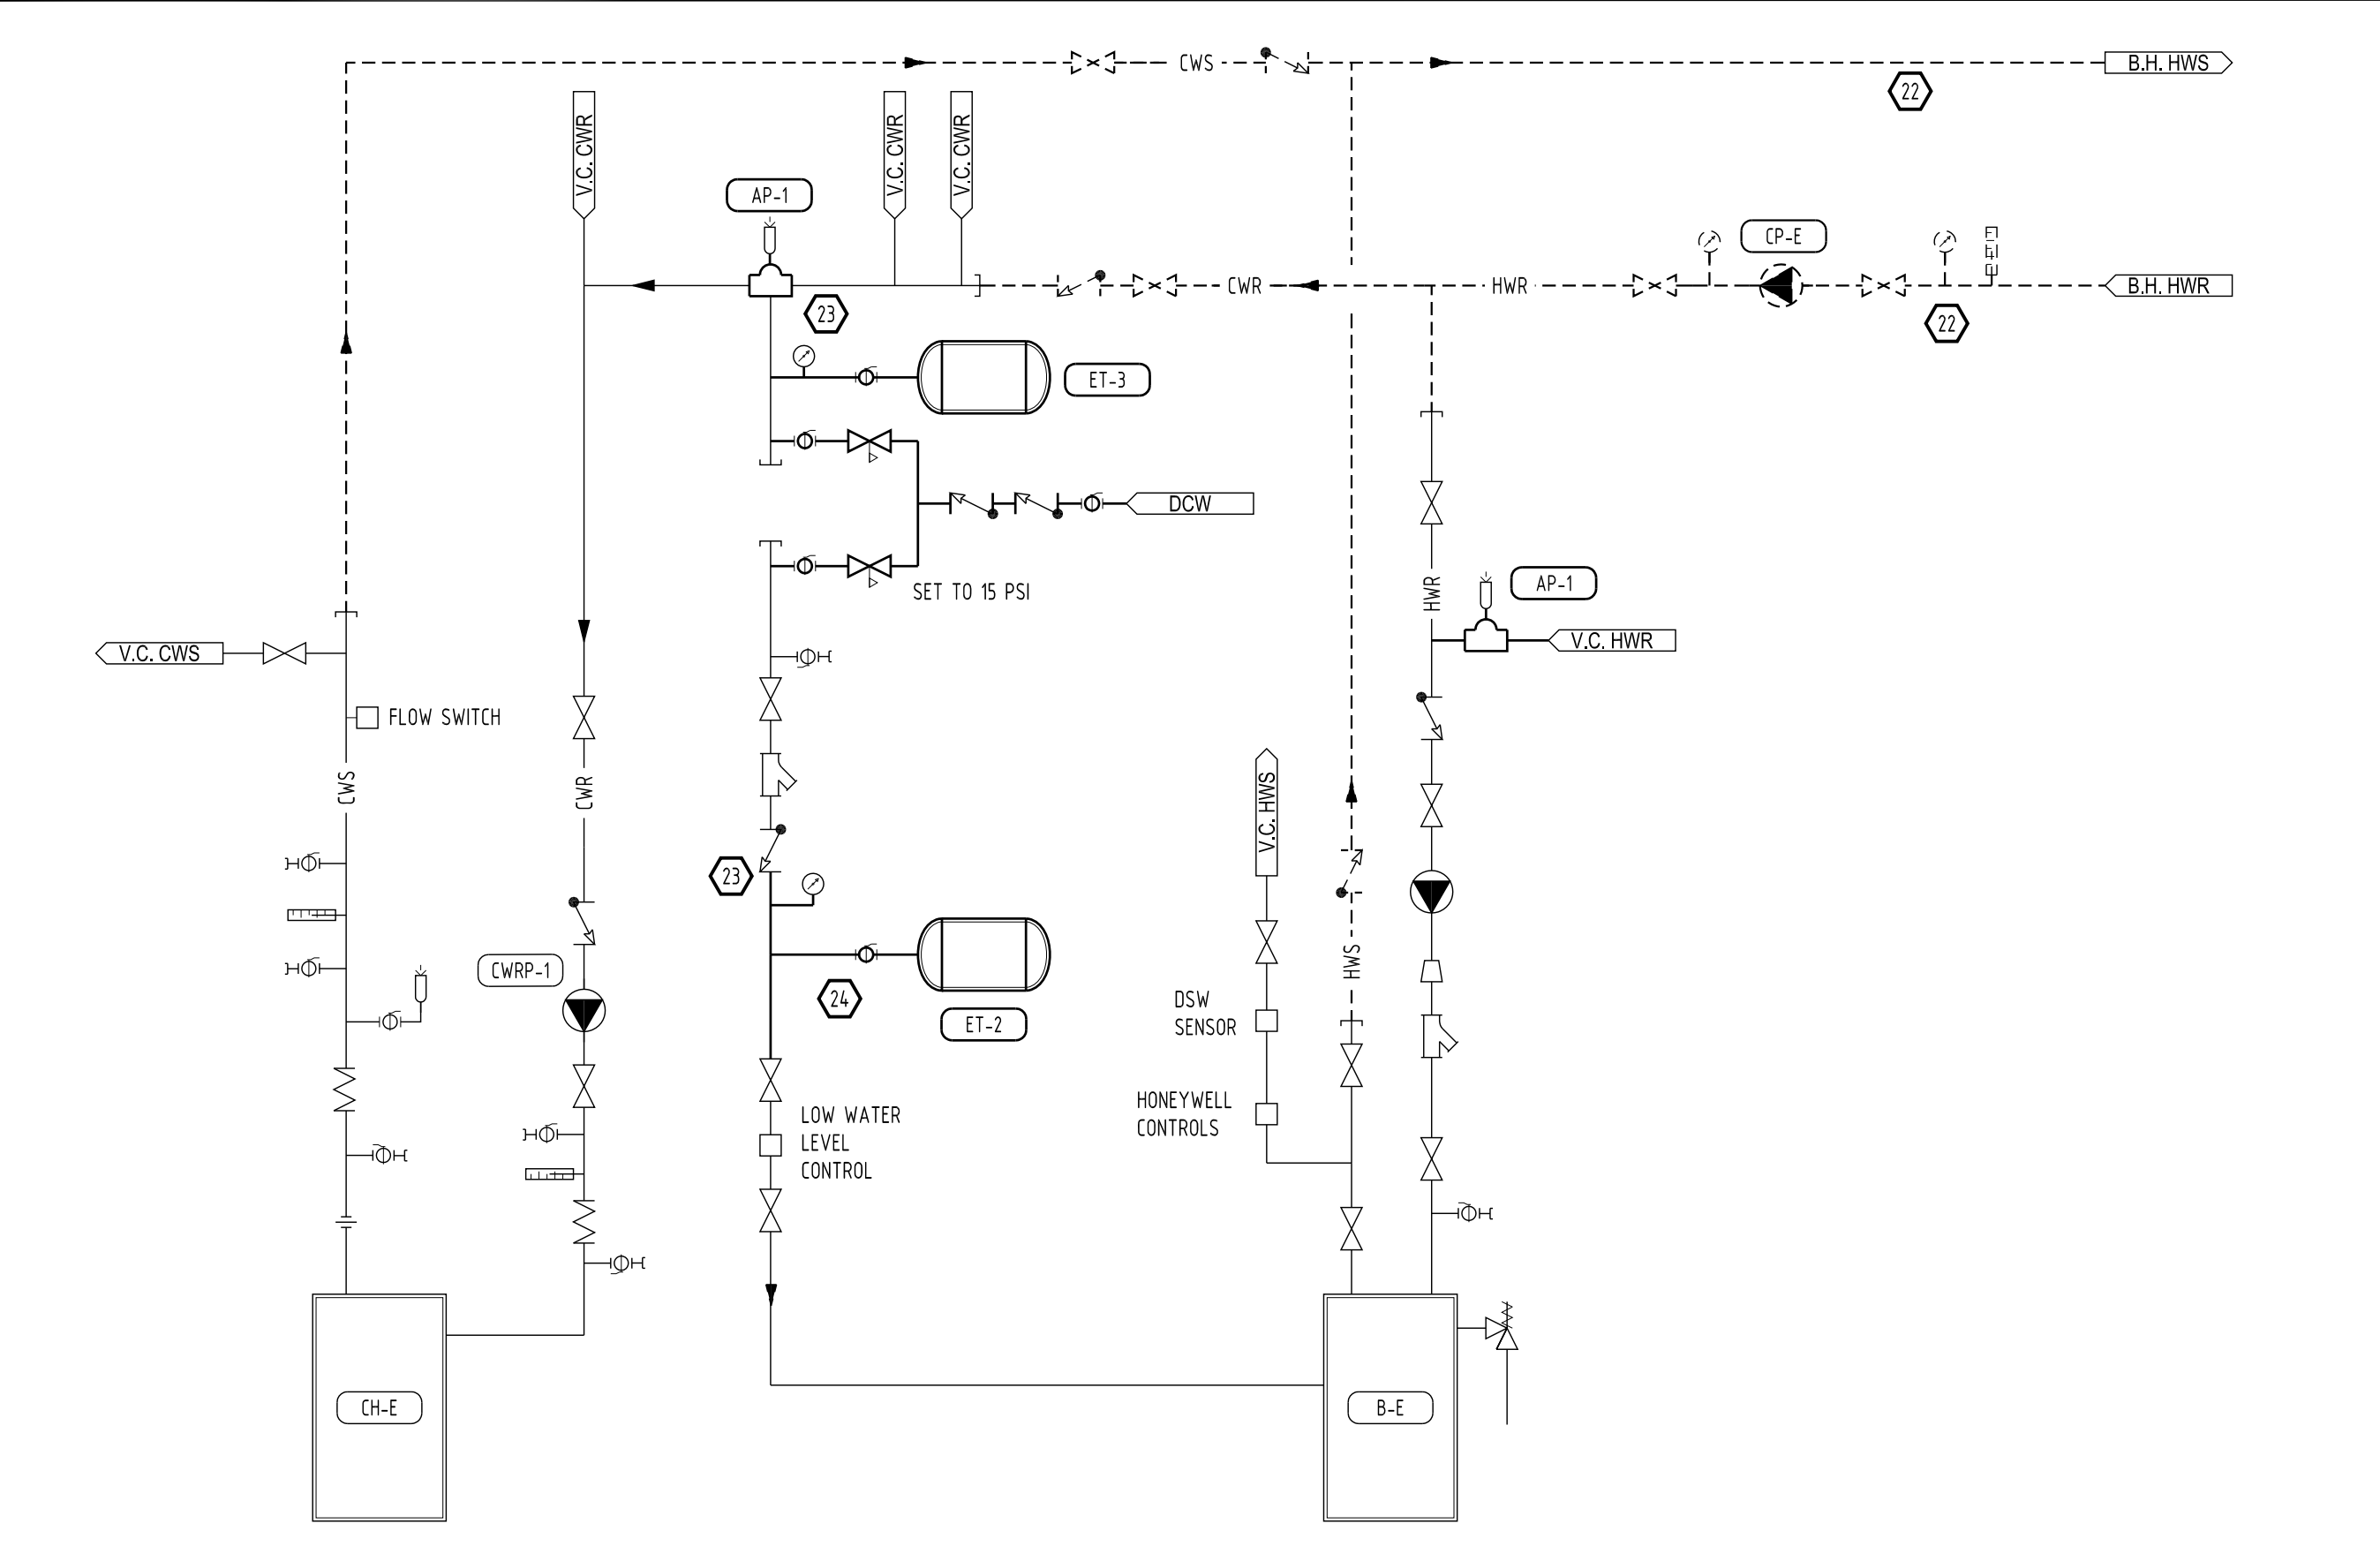 CWS
B.H. HWS
22
V.C. CWR
V.C. CWR
V.C. CWR
AP-1
CP-E
CWR
HWR
B.H. HWR
23
22
ET-3
DCW
SET TO 15 PSI
HWR
AP-1
V.C. HWR
V.C. CWS
FLOW SWITCH
CWS
CWR
V.C. HWS
23
HWS
CWRP-1
24
ET-2
DSW
SENSOR
HONEYWELL
CONTROLS
LOW WATER
LEVEL
CONTROL
CH-E
B-E